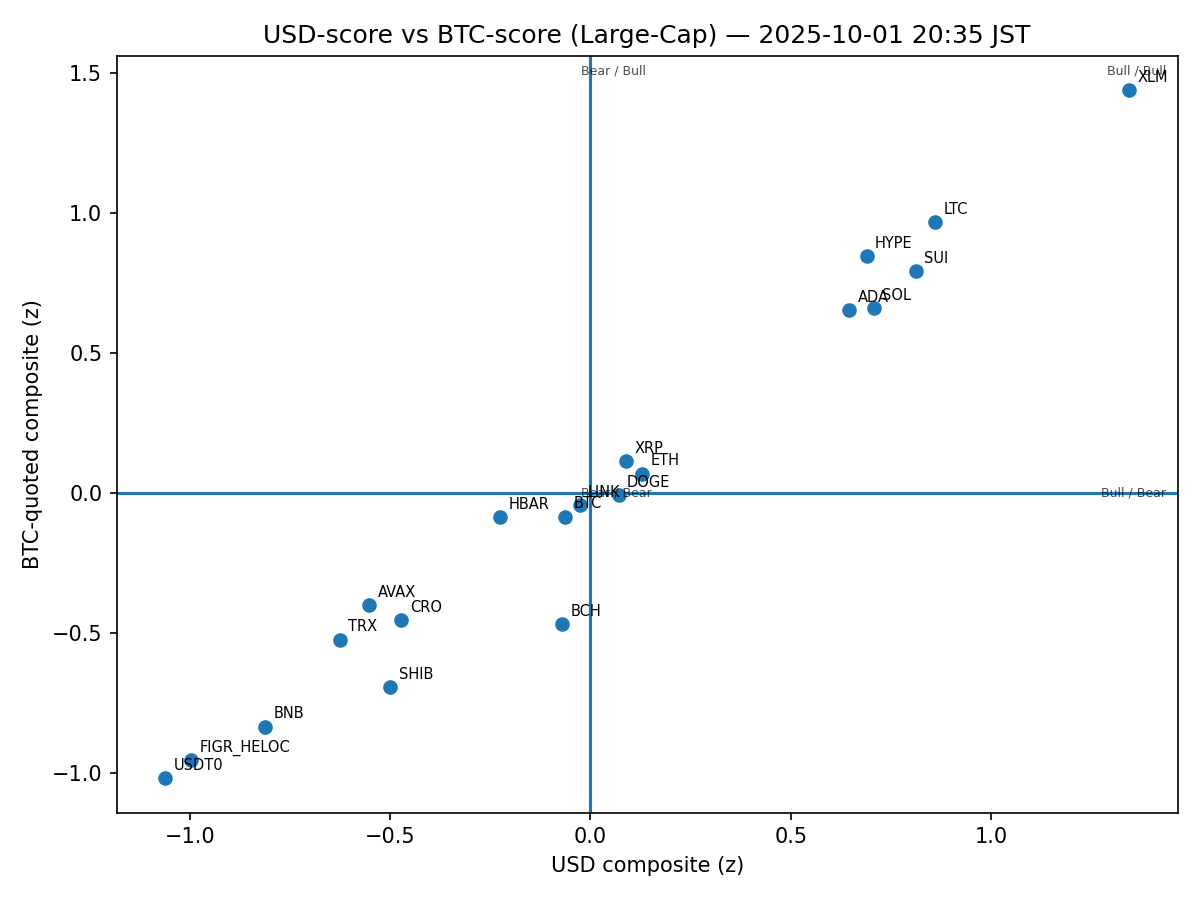 USD-score vs BTC-score (Large-Cap) — 2025-10-01 20:35 JST
Bear / Bull
Bull / Bull
XLM
LTC
HYPE
SUI
ADA
SOL
XRP
ETH
DOGE
LINK
Bear / Bear
Bull / Bear
BTC
HBAR
AVAX
CRO
BCH
TRX
SHIB
BNB
FIGR_HELOC
USDT0
1.5
1.0
0.5
0.0
−0.5
−1.0
BTC-quoted composite (z)
−1.0
−0.5
0.0
0.5
1.0
USD composite (z)